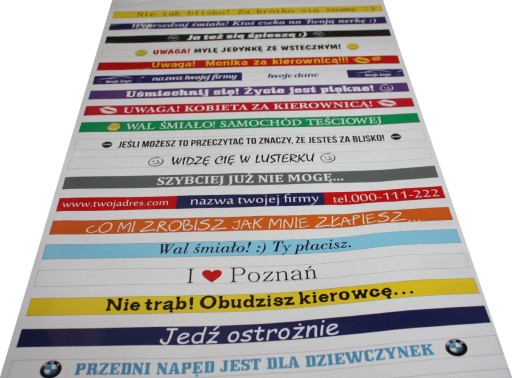 Nie tak blisko! Za krótko się znamy :)
Wyprzedzaj śmiało! Ktoś czeka na Twoją nerkę :)
Ja też się śpieszę :)
UWAGA! MYLĘ JEDYNKĘ ZE WSTECZNYM!
Uwaga! Monika za kierownicą!!!
nazwa twojej firmy twoje dane
Uśmiechnij się! Życie jest piękne!
UWAGA! KOBIETA ZA KIEROWNICĄ!
WAL ŚMIAŁO! SAMOCHÓD TEŚCIOWEJ
JEŚLI MOŻESZ TO PRZECZYTAĆ TO ZNACZY, ŻE JESTEŚ ZA BLISKO!
WIDZĘ CIĘ W LUSTERKU
SZYBCIEJ JUŻ NIE MOGĘ...
www.twojadres.com nazwa twojej firmy tel.000-111-222
CO MI ZROBISZ JAK MNIE ZŁAPIESZ...
Wal śmiało! :) Ty płacisz.
I ❤ Poznań
Nie trąb! Obudzisz kierowcę...
Jedź ostrożnie
PRZEDNI NAPĘD JEST DLA DZIEWCZYNEK